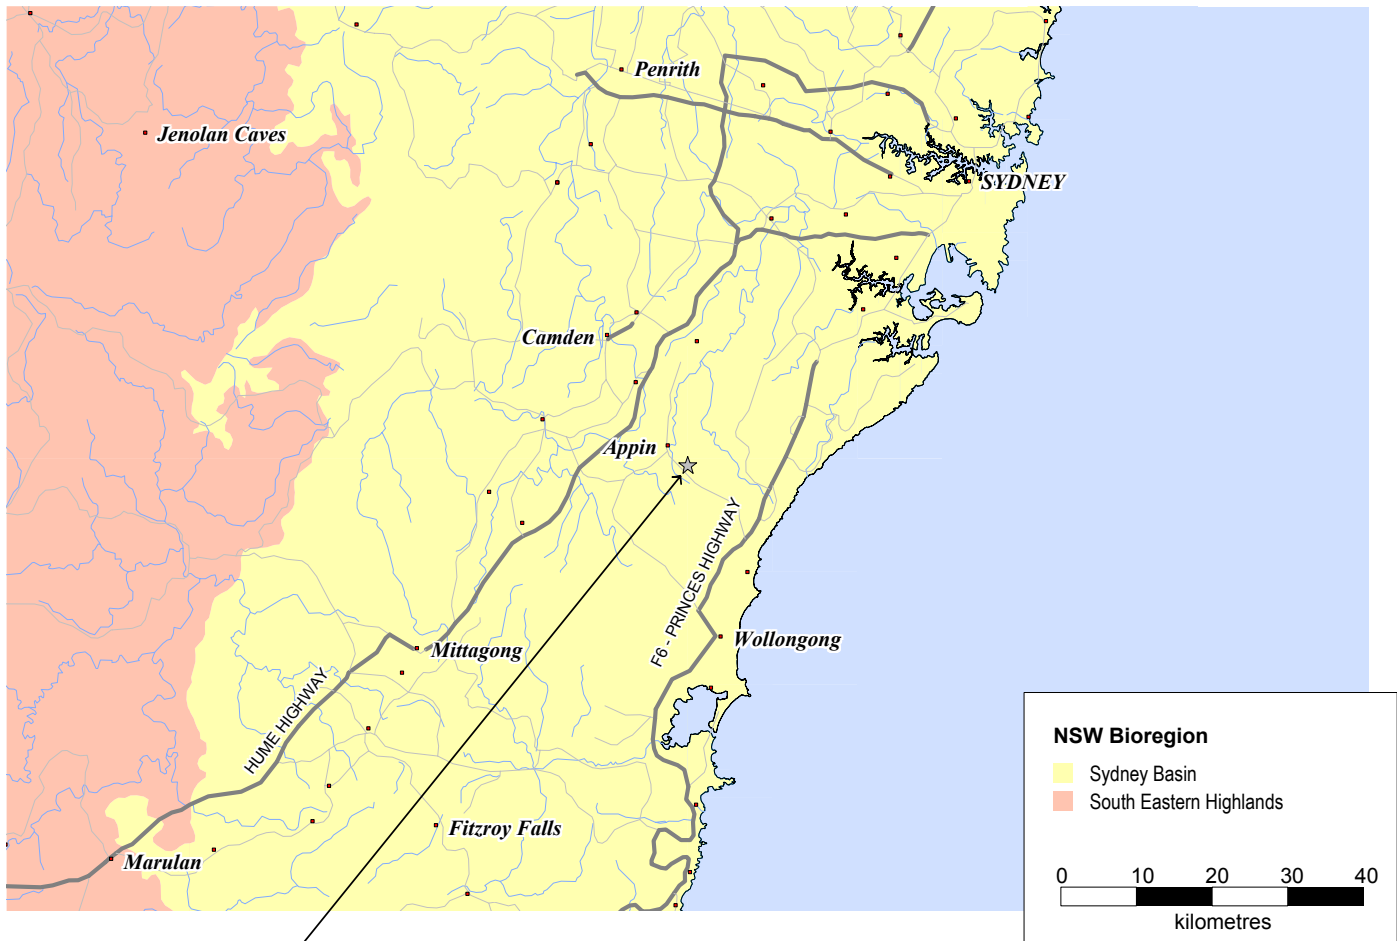 Penrith
Jenolan Caves
SYDNEY
Camden
Appin
F6 - PRINCES HIGHWAY
Wollongong
Mittagong
HUME HIGHWAY
Fitzroy Falls
Marulan
NSW Bioregion
Sydney Basin
South Eastern Highlands
0 10 20 30 40
kilometres